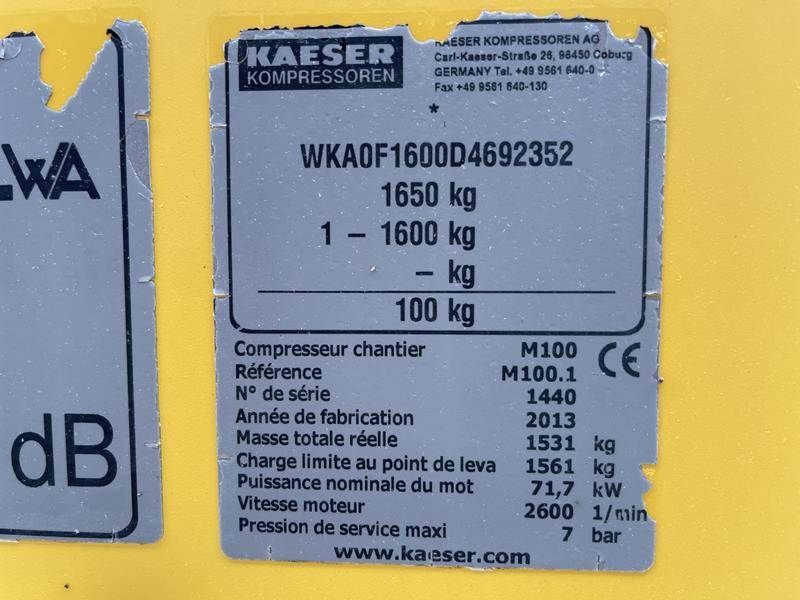 LWA
dB
KAESER
KOMPRESSOREN
KAESER KOMPRESSOREN AG
Carl-Kaeser-Straße 26, 96450 Coburg
GERMANY Tel. +49 9561 640-0
Fax +49 9561 640-130
*
WKA0F1600D4692352
1650 kg
1 – 1600 kg
– kg
100 kg
Compresseur chantier M100 CE
Référence M100.1
N° de série 1440
Année de fabrication 2013
Masse totale réelle 1531 kg
Charge limite au point de leva 1561 kg
Puissance nominale du mot 71,7 kW
Vitesse moteur 2600 1/min
Pression de service maxi 7 bar
www.kaeser.com